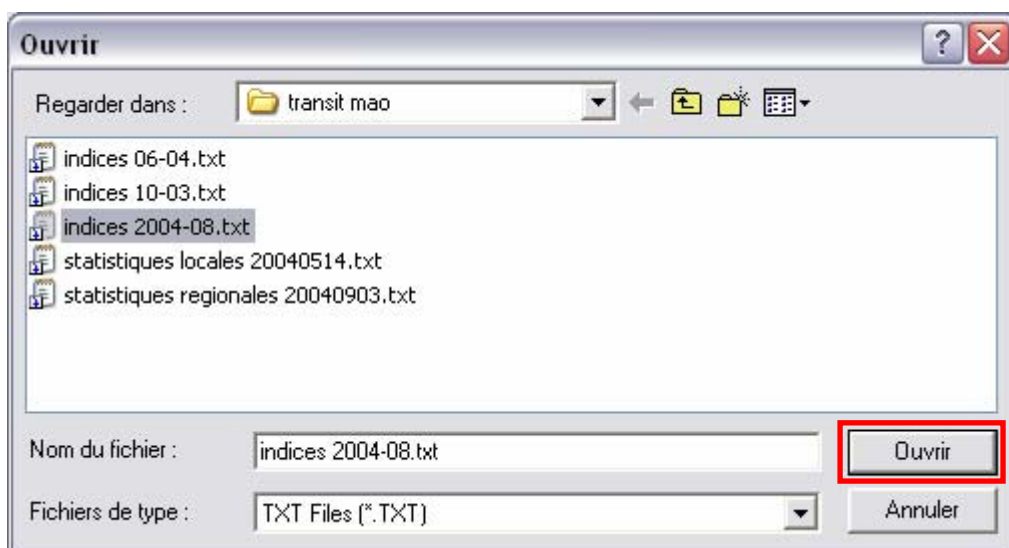 Ouvrir
Regarder dans :
transit mao
indices 06-04.txt
indices 10-03.txt
indices 2004-08.txt
statistiques locales 20040514.txt
statistiques regionales 20040903.txt
Nom du fichier :
indices 2004-08.txt
Ouvrir
Fichiers de type :
TXT Files (*.TXT)
Annuler